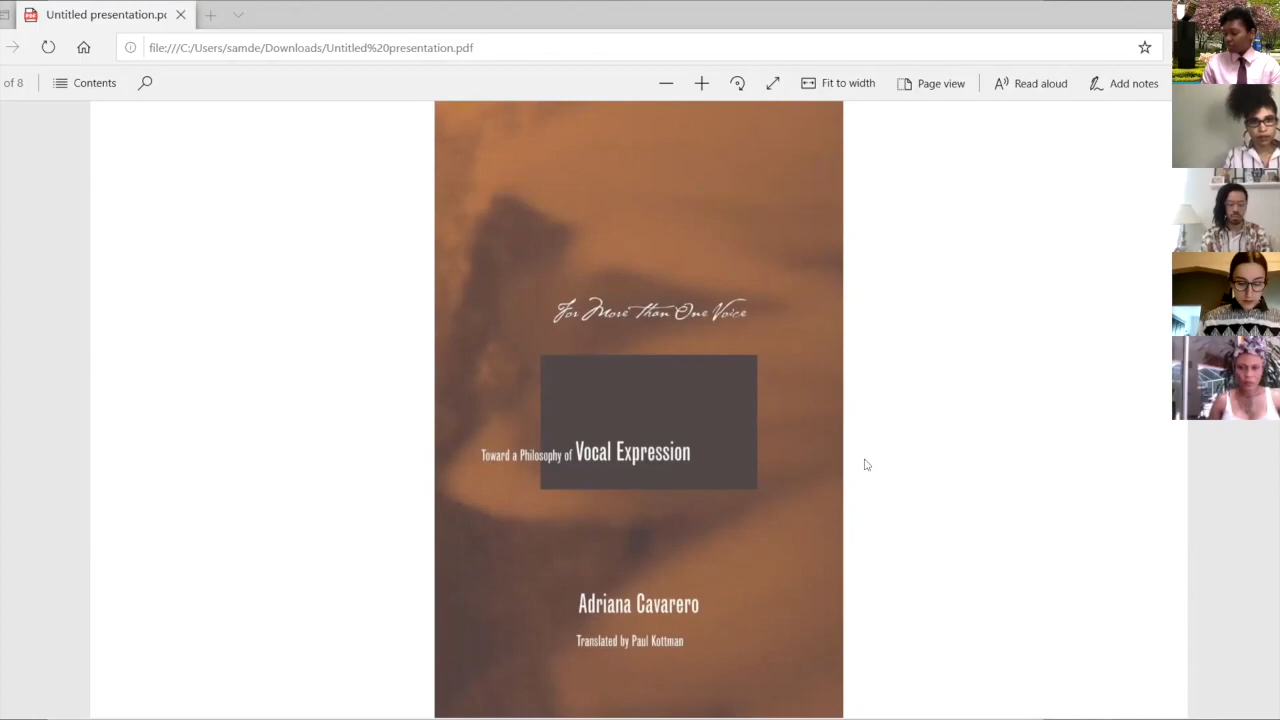 Untitled presentation.pd
file:///C:/Users/samde/Downloads/Untitled%20presentation.pdf
of 8
Contents
Fit to width
Page view
Read aloud
Add notes
For More Than One Voice
Toward a Philosophy of Vocal Expression
Adriana Cavarero
Translated by Paul Kottman